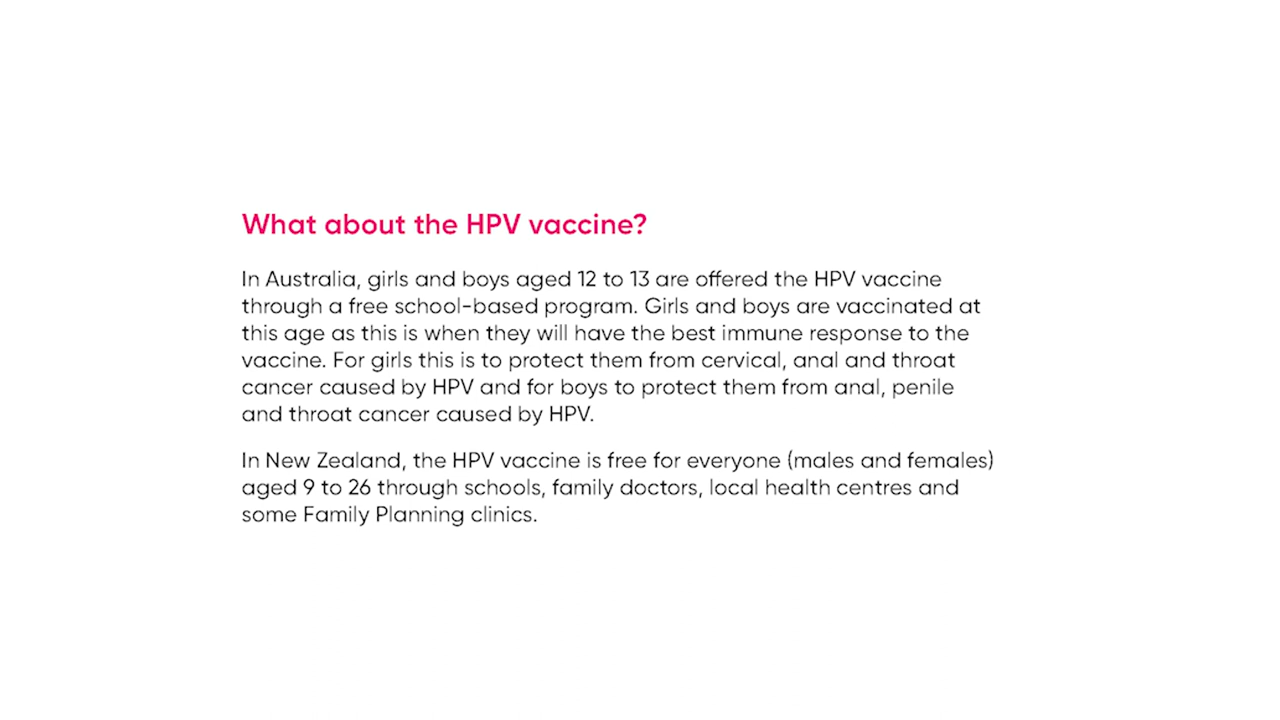 What about the HPV vaccine?
In Australia, girls and boys aged 12 to 13 are offered the HPV vaccine
through a free school-based program. Girls and boys are vaccinated at
this age as this is when they will have the best immune response to the
vaccine. For girls this is to protect them from cervical, anal and throat
cancer caused by HPV and for boys to protect them from anal, penile
and throat cancer caused by HPV.
In New Zealand, the HPV vaccine is free for everyone (males and females)
aged 9 to 26 through schools, family doctors, local health centres and
some Family Planning clinics.